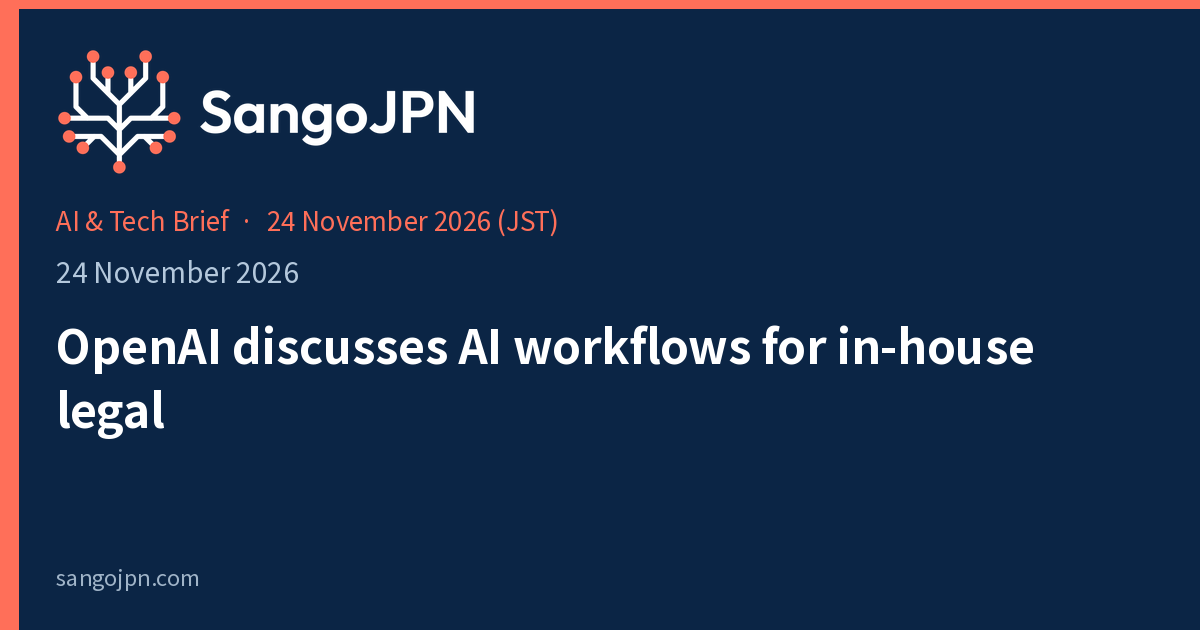 SangoJPN
AI & Tech Brief · 24 November 2026 (JST)
24 November 2026
OpenAI discusses AI workflows for in-house
legal
sangojpn.com